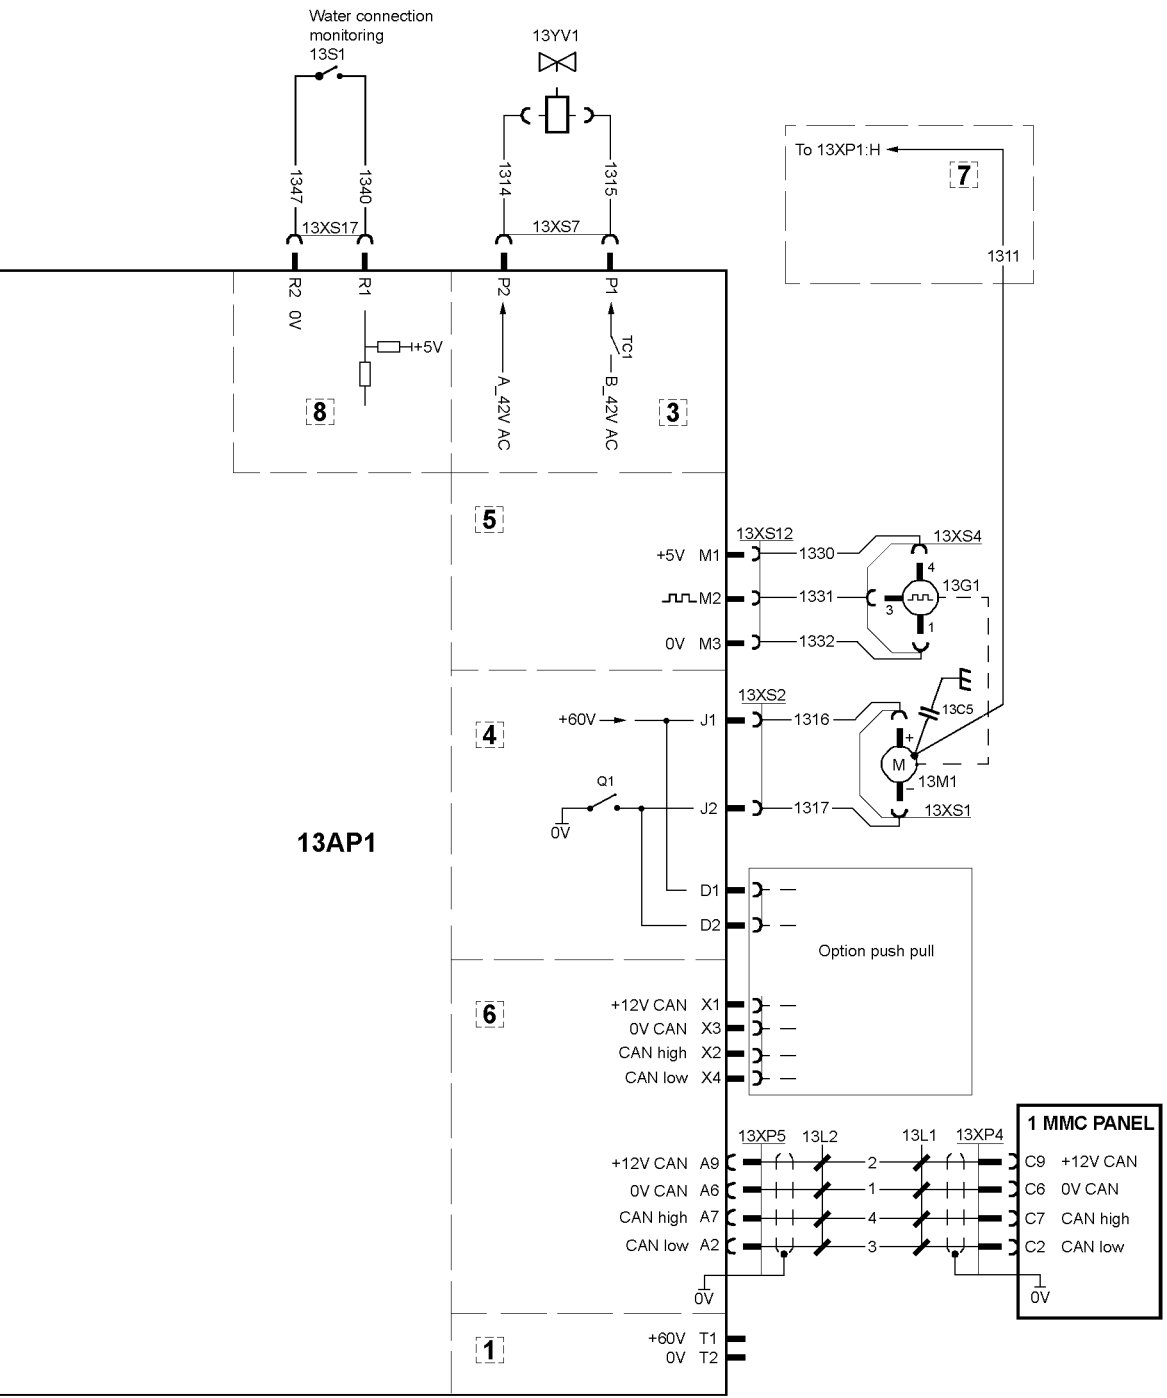 Water connection
monitoring
13S1
13YV1
1347
1340
1314
1315
13XS17
13XS7
To 13XP1:H
7
1311
R2 0V
R1
P2
P1
+5V
TC1
A_42V AC
B_42V AC
8
3
5
+5V M1
M2
0V M3
13XS12
1330
1331
1332
13XS4
4
3
1
13G1
4
+60V
J1
Q1
0V
J2
D1
D2
13XS2
1316
1317
13C5
+
M
-
13M1
13XS1
13AP1
Option push pull
6
+12V CAN X1
0V CAN X3
CAN high X2
CAN low X4
13XP5 13L2 13L1 13XP4
1 MMC PANEL
+12V CAN A9 2 C9 +12V CAN
0V CAN A6 1 C6 0V CAN
CAN high A7 4 C7 CAN high
CAN low A2 3 C2 CAN low
0V
0V
1
+60V T1
0V T2